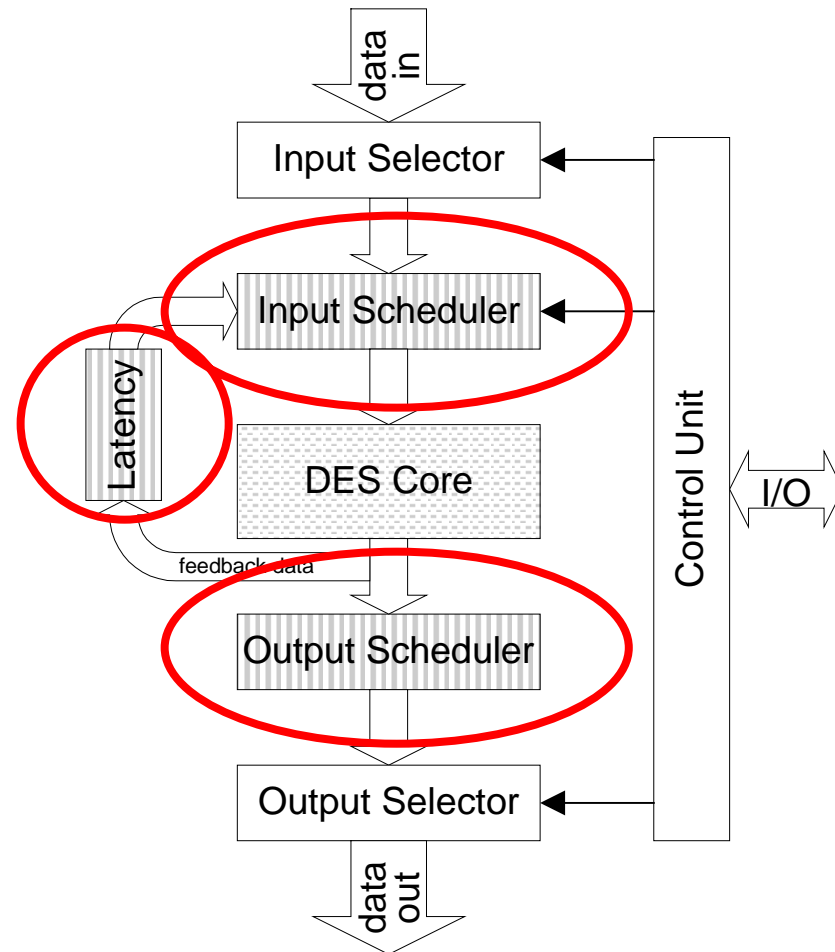 data
in
Input Selector
Input Scheduler
Latency
DES Core
Control Unit
I/O
feedback data
Output Scheduler
Output Selector
data
out